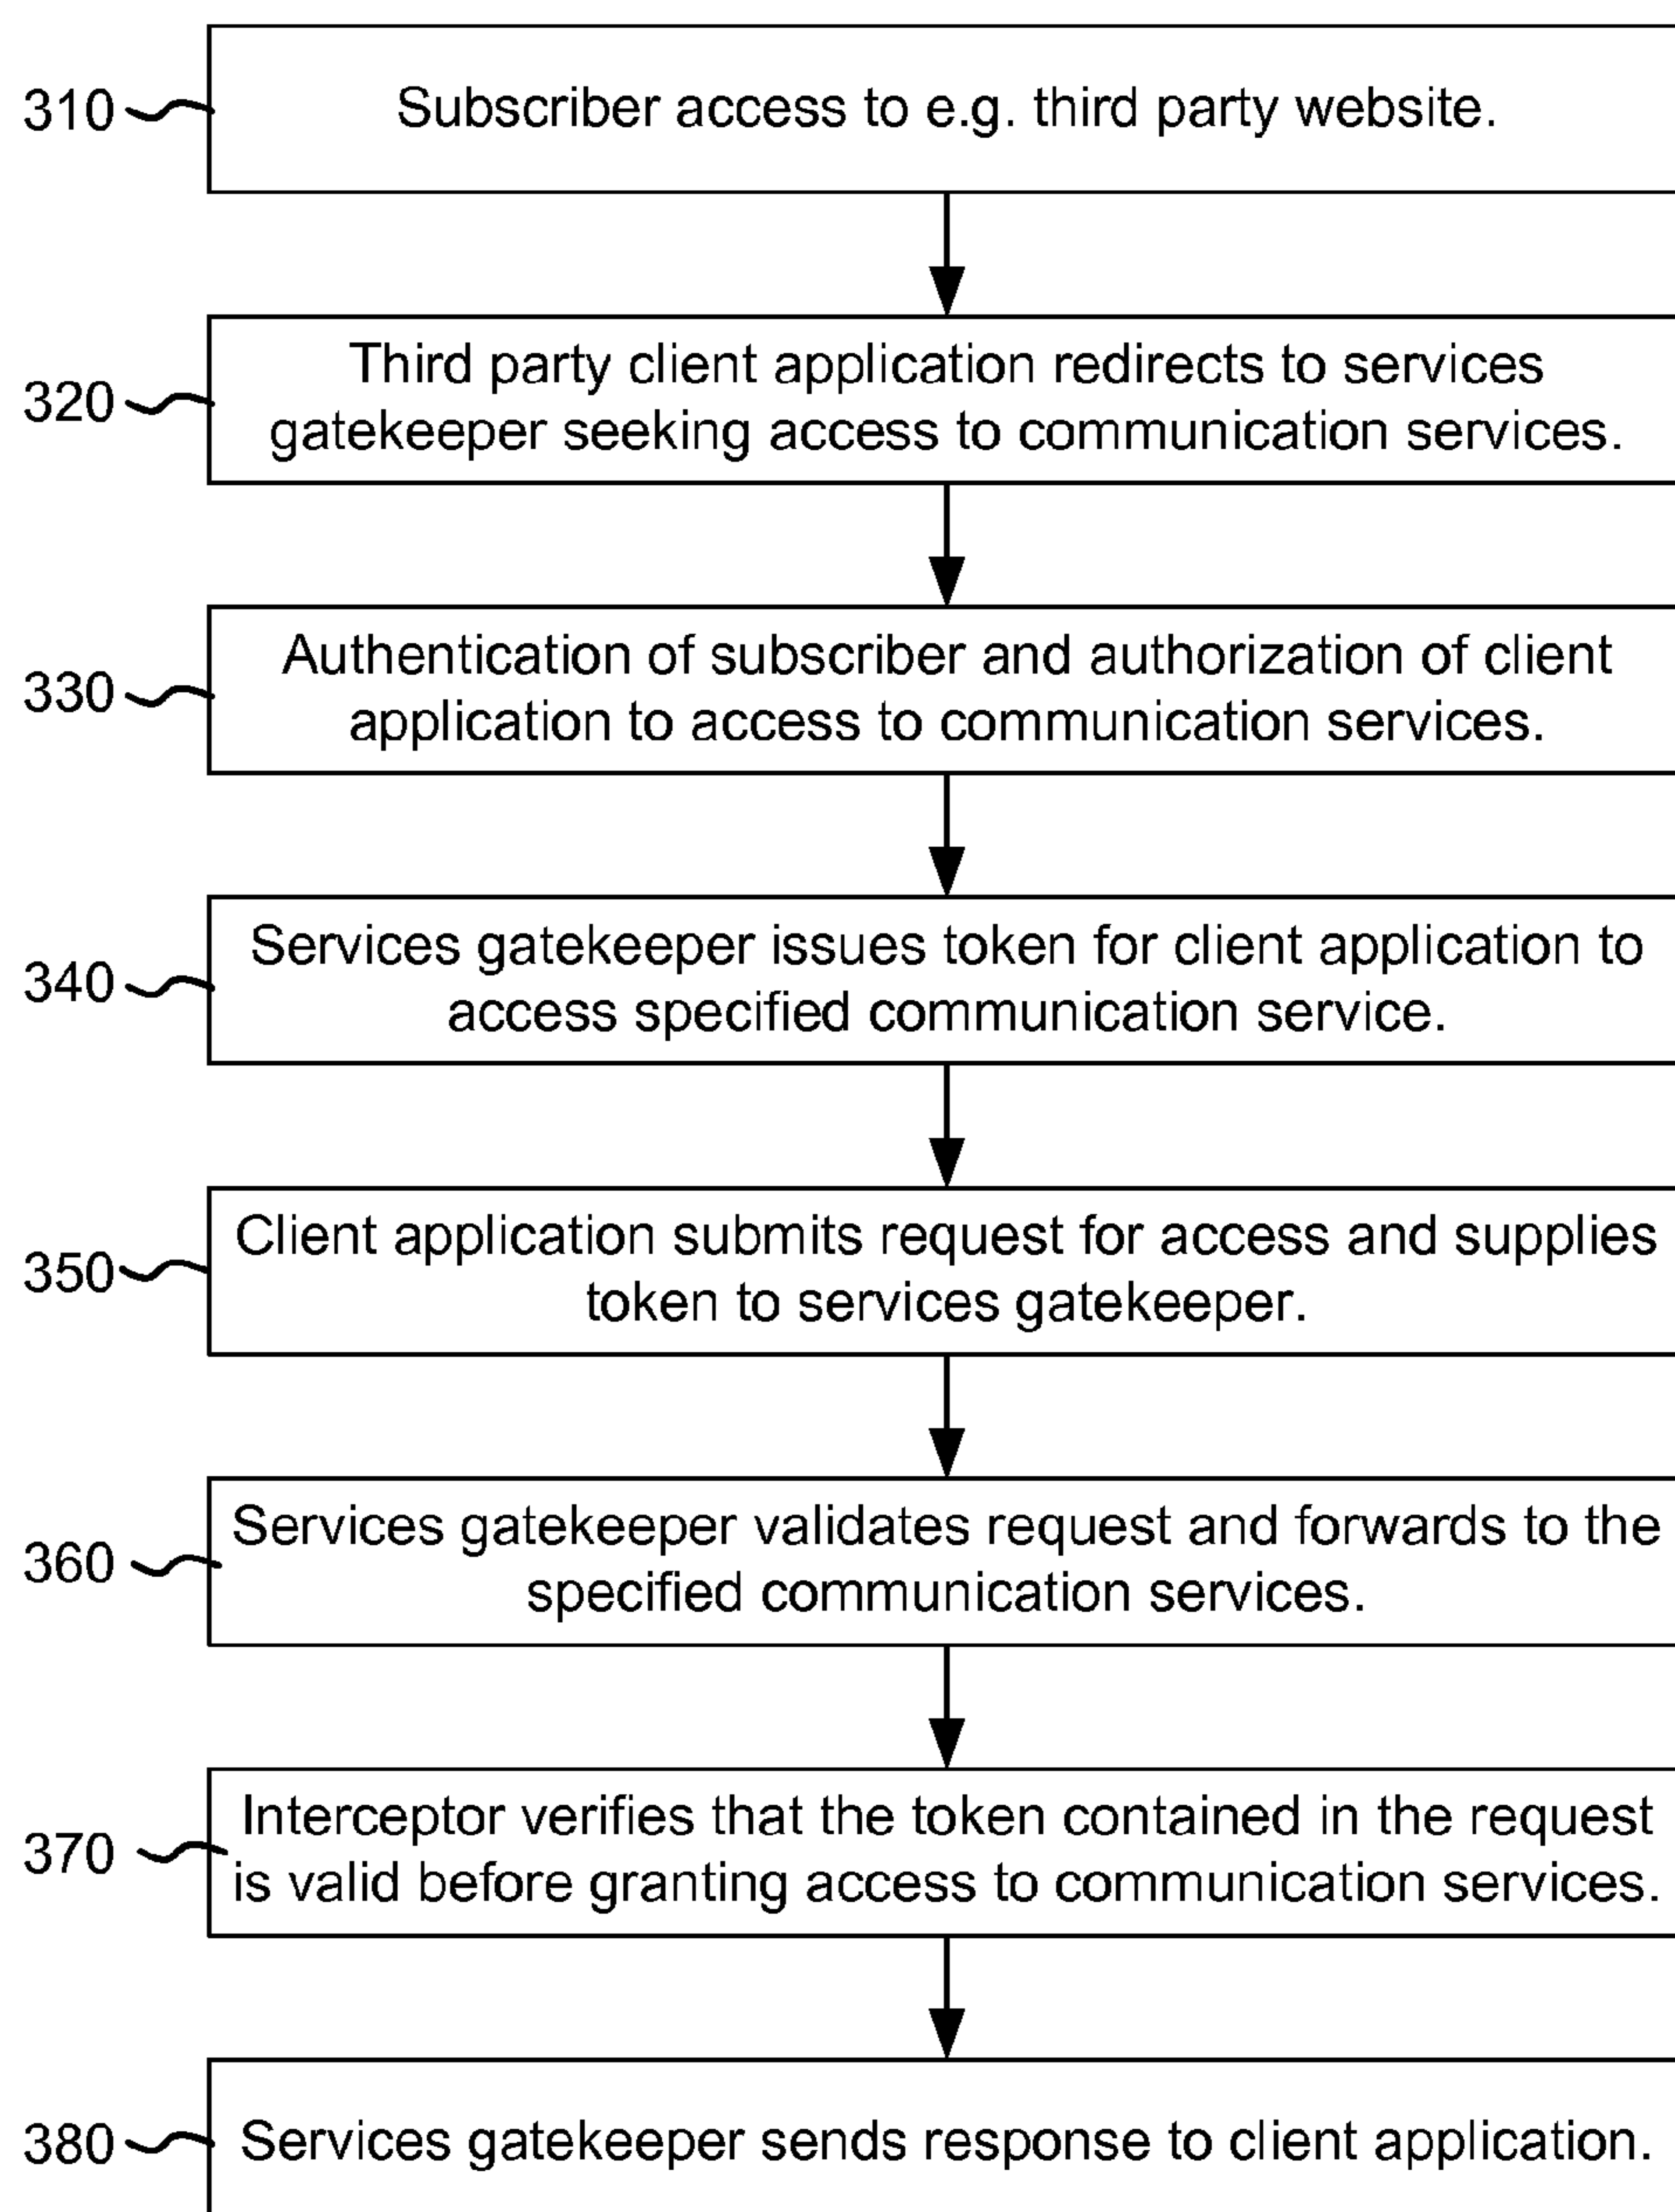 310
Subscriber access to e.g. third party website.
320
Third party client application redirects to services
gatekeeper seeking access to communication services.
330
Authentication of subscriber and authorization of client
application to access to communication services.
340
Services gatekeeper issues token for client application to
access specified communication service.
350
Client application submits request for access and supplies
token to services gatekeeper.
360
Services gatekeeper validates request and forwards to the
specified communication services.
370
Interceptor verifies that the token contained in the request
is valid before granting access to communication services.
380
Services gatekeeper sends response to client application.